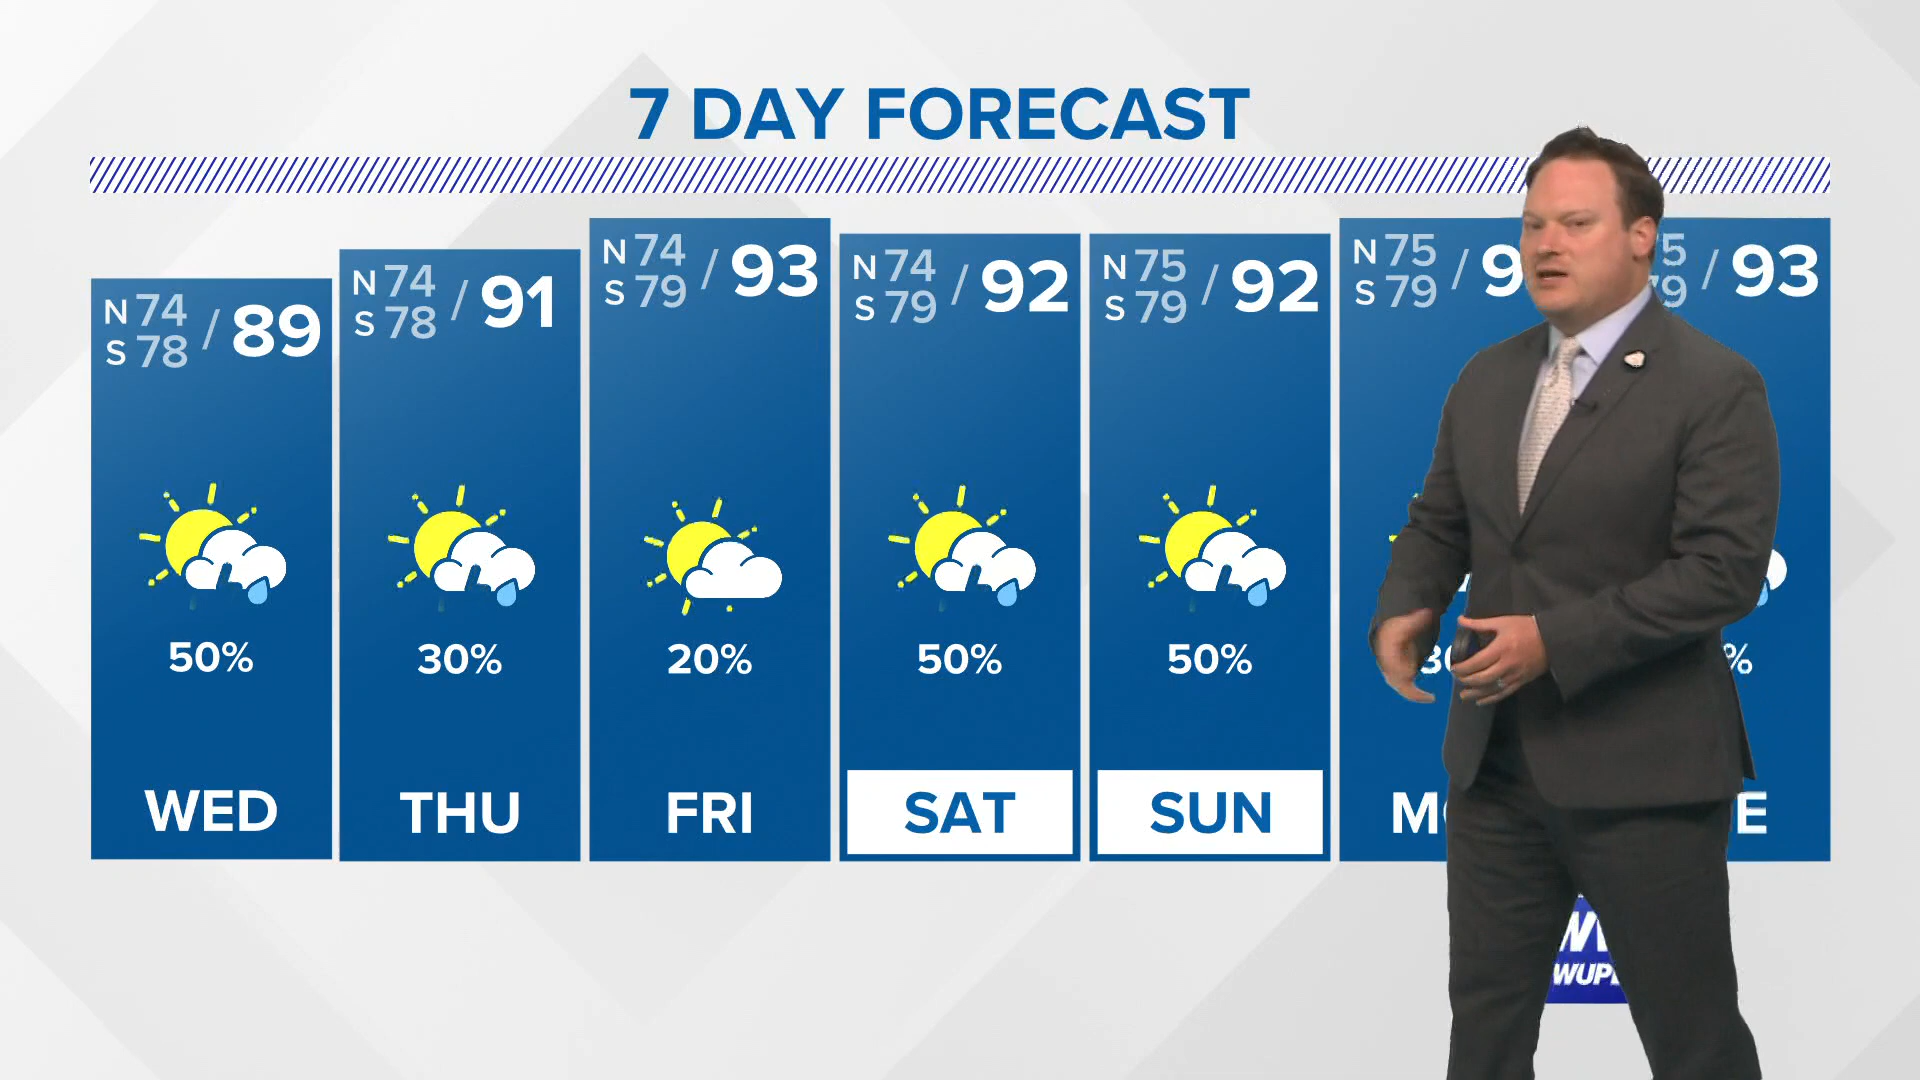 7 DAY FORECAST
N 74
S 78 / 89
50%
WED
N 74
S 78 / 91
30%
THU
N 74
S 79 / 93
20%
FRI
N 74
S 79 / 92
50%
SAT
N 75
S 79 / 92
50%
SUN
N 75
S 79 / 9
/ 93
%